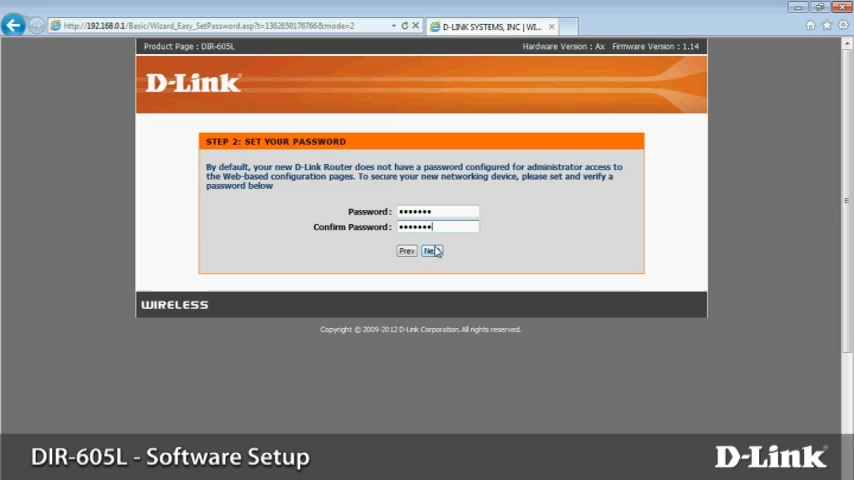 http://192.168.0.1/Basic/Wizard_Easy_SetPassword.asp?t=1362650176766&mode=2
D-LINK SYSTEMS, INC | WI...
Product Page : DIR-605L
Hardware Version : Ax Firmware Version : 1.14
D-Link
STEP 2: SET YOUR PASSWORD
By default, your new D-Link Router does not have a password configured for administrator access to
the Web-based configuration pages. To secure your new networking device, please set and verify a
password below
Password : •••••••
Confirm Password : •••••••
Prev
WIRELESS
Copyright © 2009-2012 D-Link Corporation. All rights reserved.
DIR-605L - Software Setup
D-Link